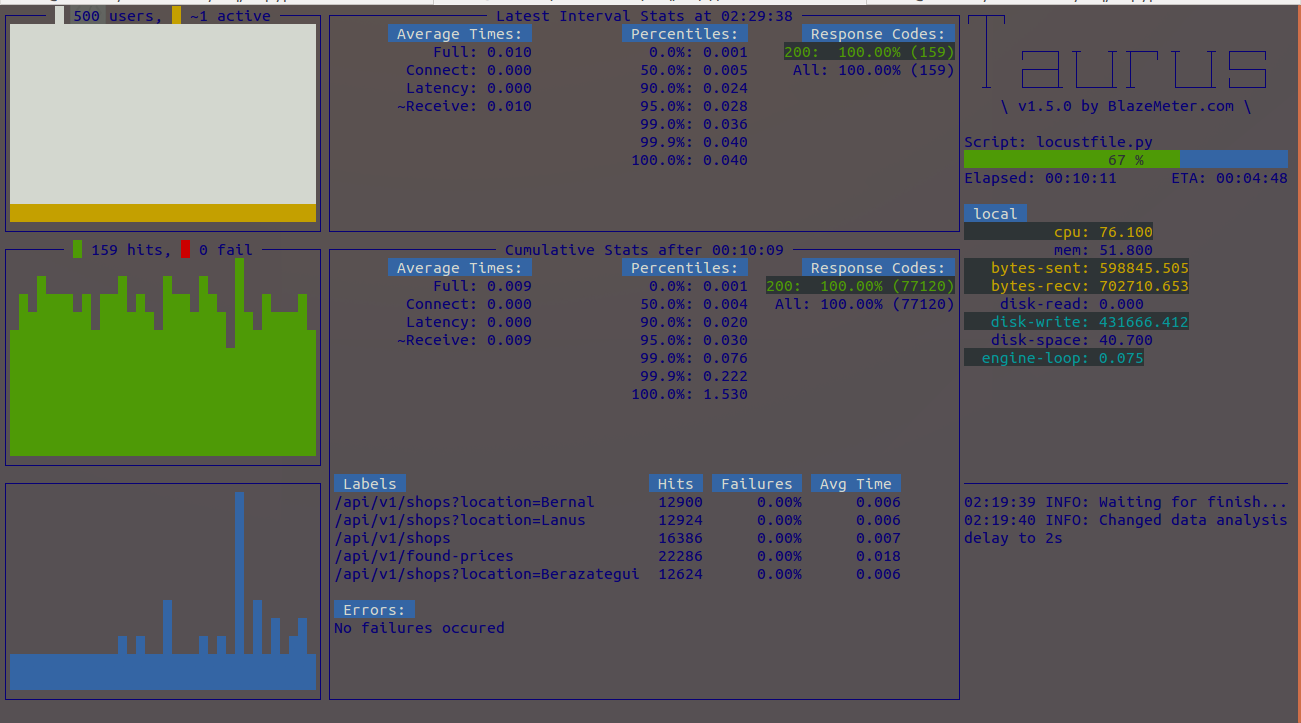 500 users, ~1 active
Latest Interval Stats at 02:29:38
Average Times:
Full: 0.010
Connect: 0.000
Latency: 0.000
~Receive: 0.010
Percentiles:
0.0%: 0.001
50.0%: 0.005
90.0%: 0.024
95.0%: 0.028
99.0%: 0.036
99.9%: 0.040
100.0%: 0.040
Response Codes:
200: 100.00% (159)
All: 100.00% (159)
159 hits, 0 fail
Cumulative Stats after 00:10:09
Average Times:
Full: 0.009
Connect: 0.000
Latency: 0.000
~Receive: 0.009
Percentiles:
0.0%: 0.001
50.0%: 0.004
90.0%: 0.020
95.0%: 0.030
99.0%: 0.076
99.9%: 0.222
100.0%: 1.530
Response Codes:
200: 100.00% (77120)
All: 100.00% (77120)
Labels Hits Failures Avg Time
/api/v1/shops?location=Bernal 12900 0.00% 0.006
/api/v1/shops?location=Lanus 12924 0.00% 0.006
/api/v1/shops 16386 0.00% 0.007
/api/v1/found-prices 22286 0.00% 0.018
/api/v1/shops?location=Berazategui 12624 0.00% 0.006
Errors:
No failures occured
Taurus
\ v1.5.0 by BlazeMeter.com \
Script: locustfile.py
67 %
Elapsed: 00:10:11 ETA: 00:04:48
local
cpu: 76.100
mem: 51.800
bytes-sent: 598845.505
bytes-recv: 702710.653
disk-read: 0.000
disk-write: 431666.412
disk-space: 40.700
engine-loop: 0.075
02:19:39 INFO: Waiting for finish...
02:19:40 INFO: Changed data analysis
delay to 2s